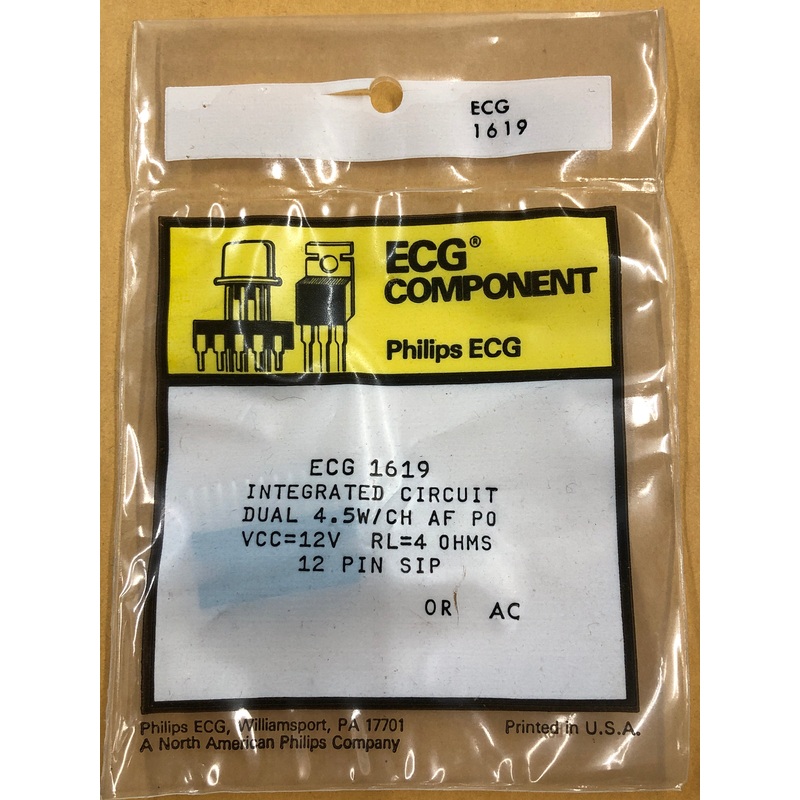 ECG
1619
ECG®
COMPONENT
Philips ECG
ECG 1619
INTEGRATED CIRCUIT
DUAL 4.5W/CH AF PO
VCC=12V RL=4 OHMS
12 PIN SIP
OR AC
Philips ECG, Williamsport, PA 17701
A North American Philips Company
Printed in U.S.A.